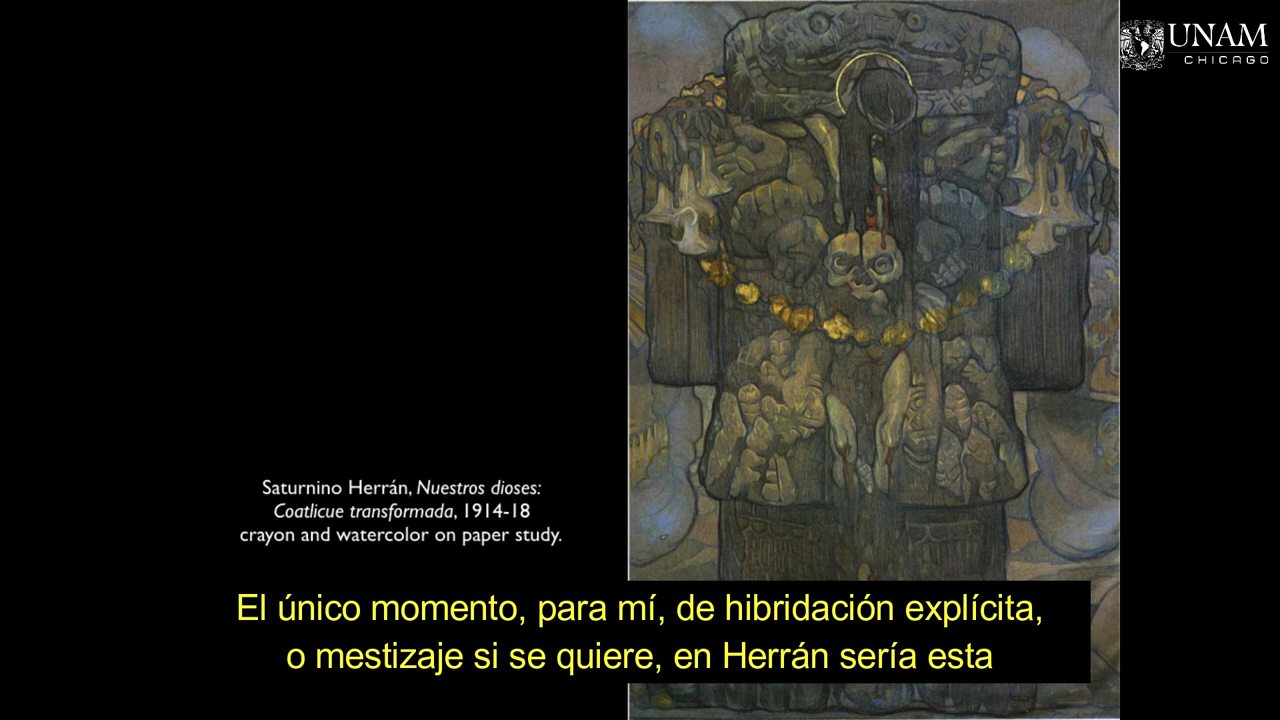 UNAM
CHICAGO
Saturnino Herrán, Nuestros dioses:
Coatlicue transformada, 1914-18
crayon and watercolor on paper study.
El único momento, para mí, de hibridación explícita,
o mestizaje si se quiere, en Herrán sería esta